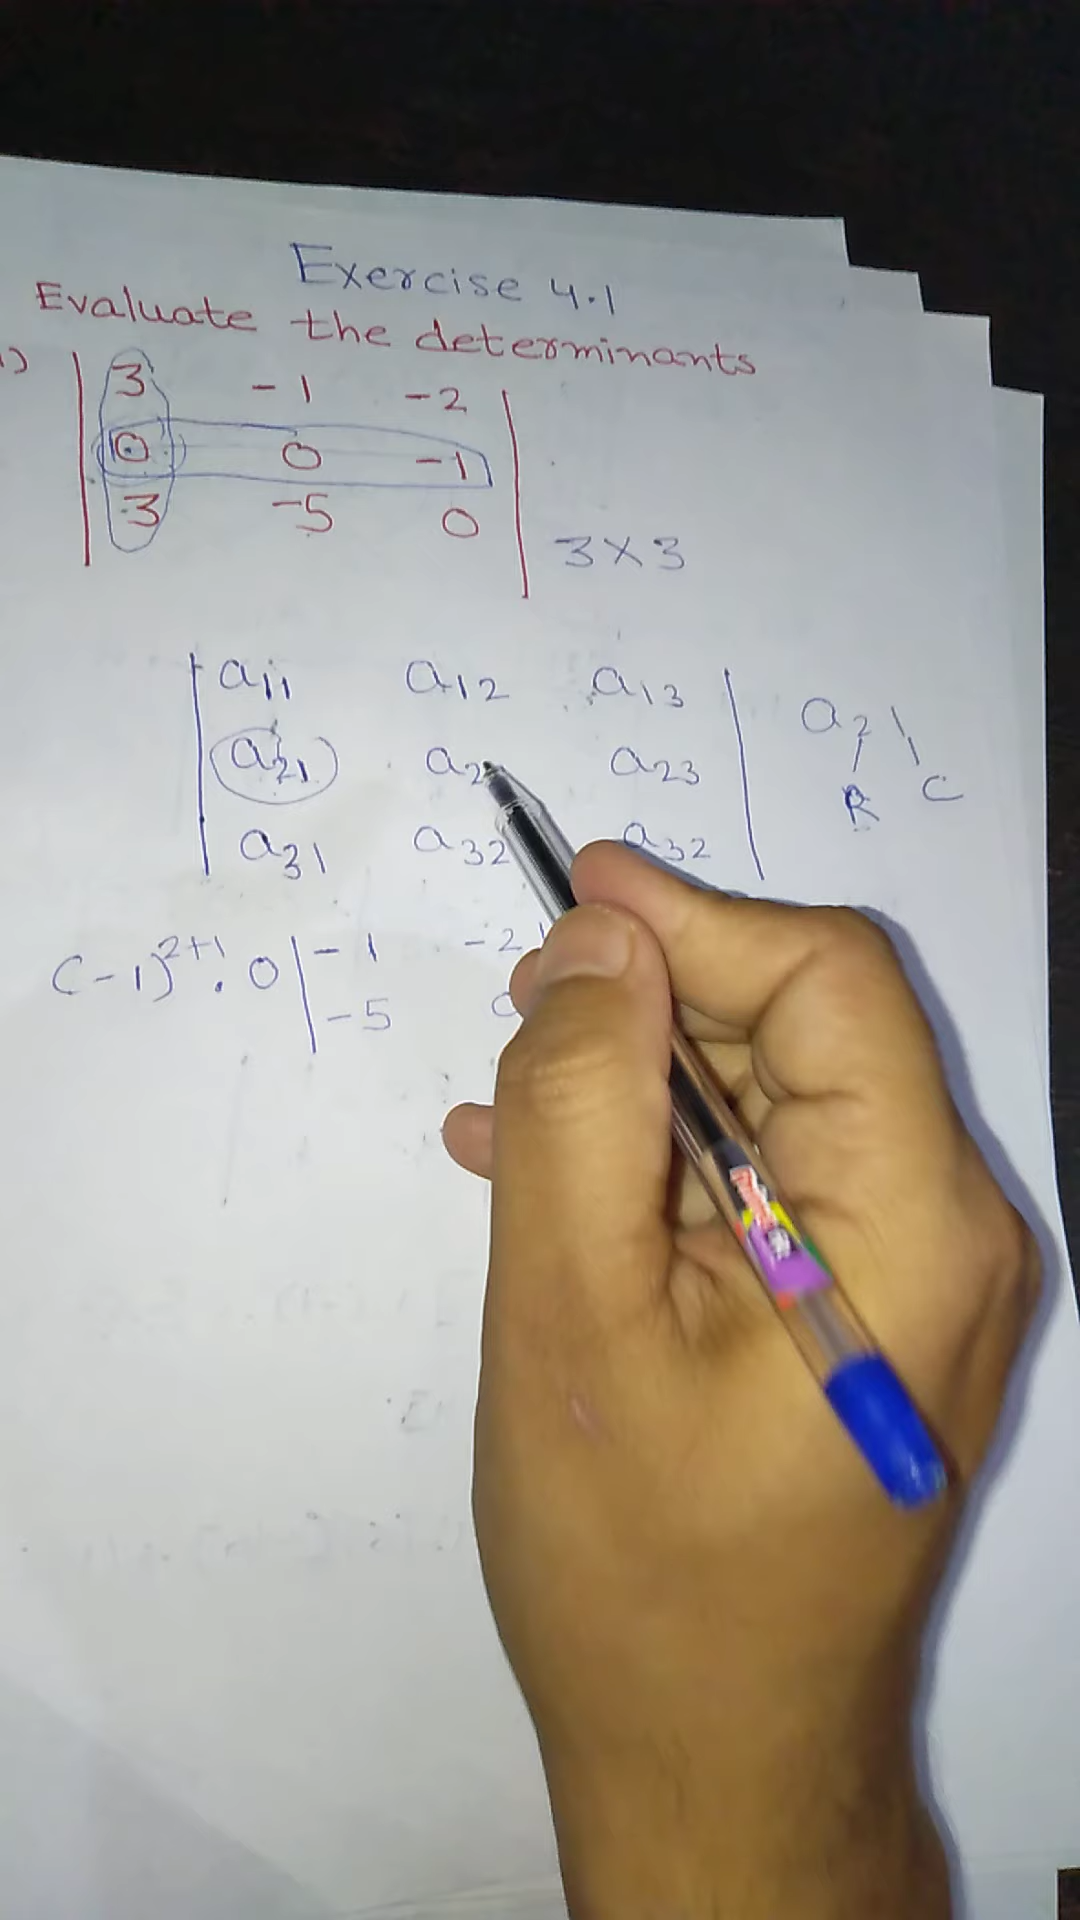 Exercise 4.1
Evaluate the determinants
3 -1 -2
0 0 -1
3 -5 0
3×3
a11 a12 a13
a21 a2 a23
a31 a32 a32
a21
R C
(-1)2+1 . 0 | -1 -2
-5